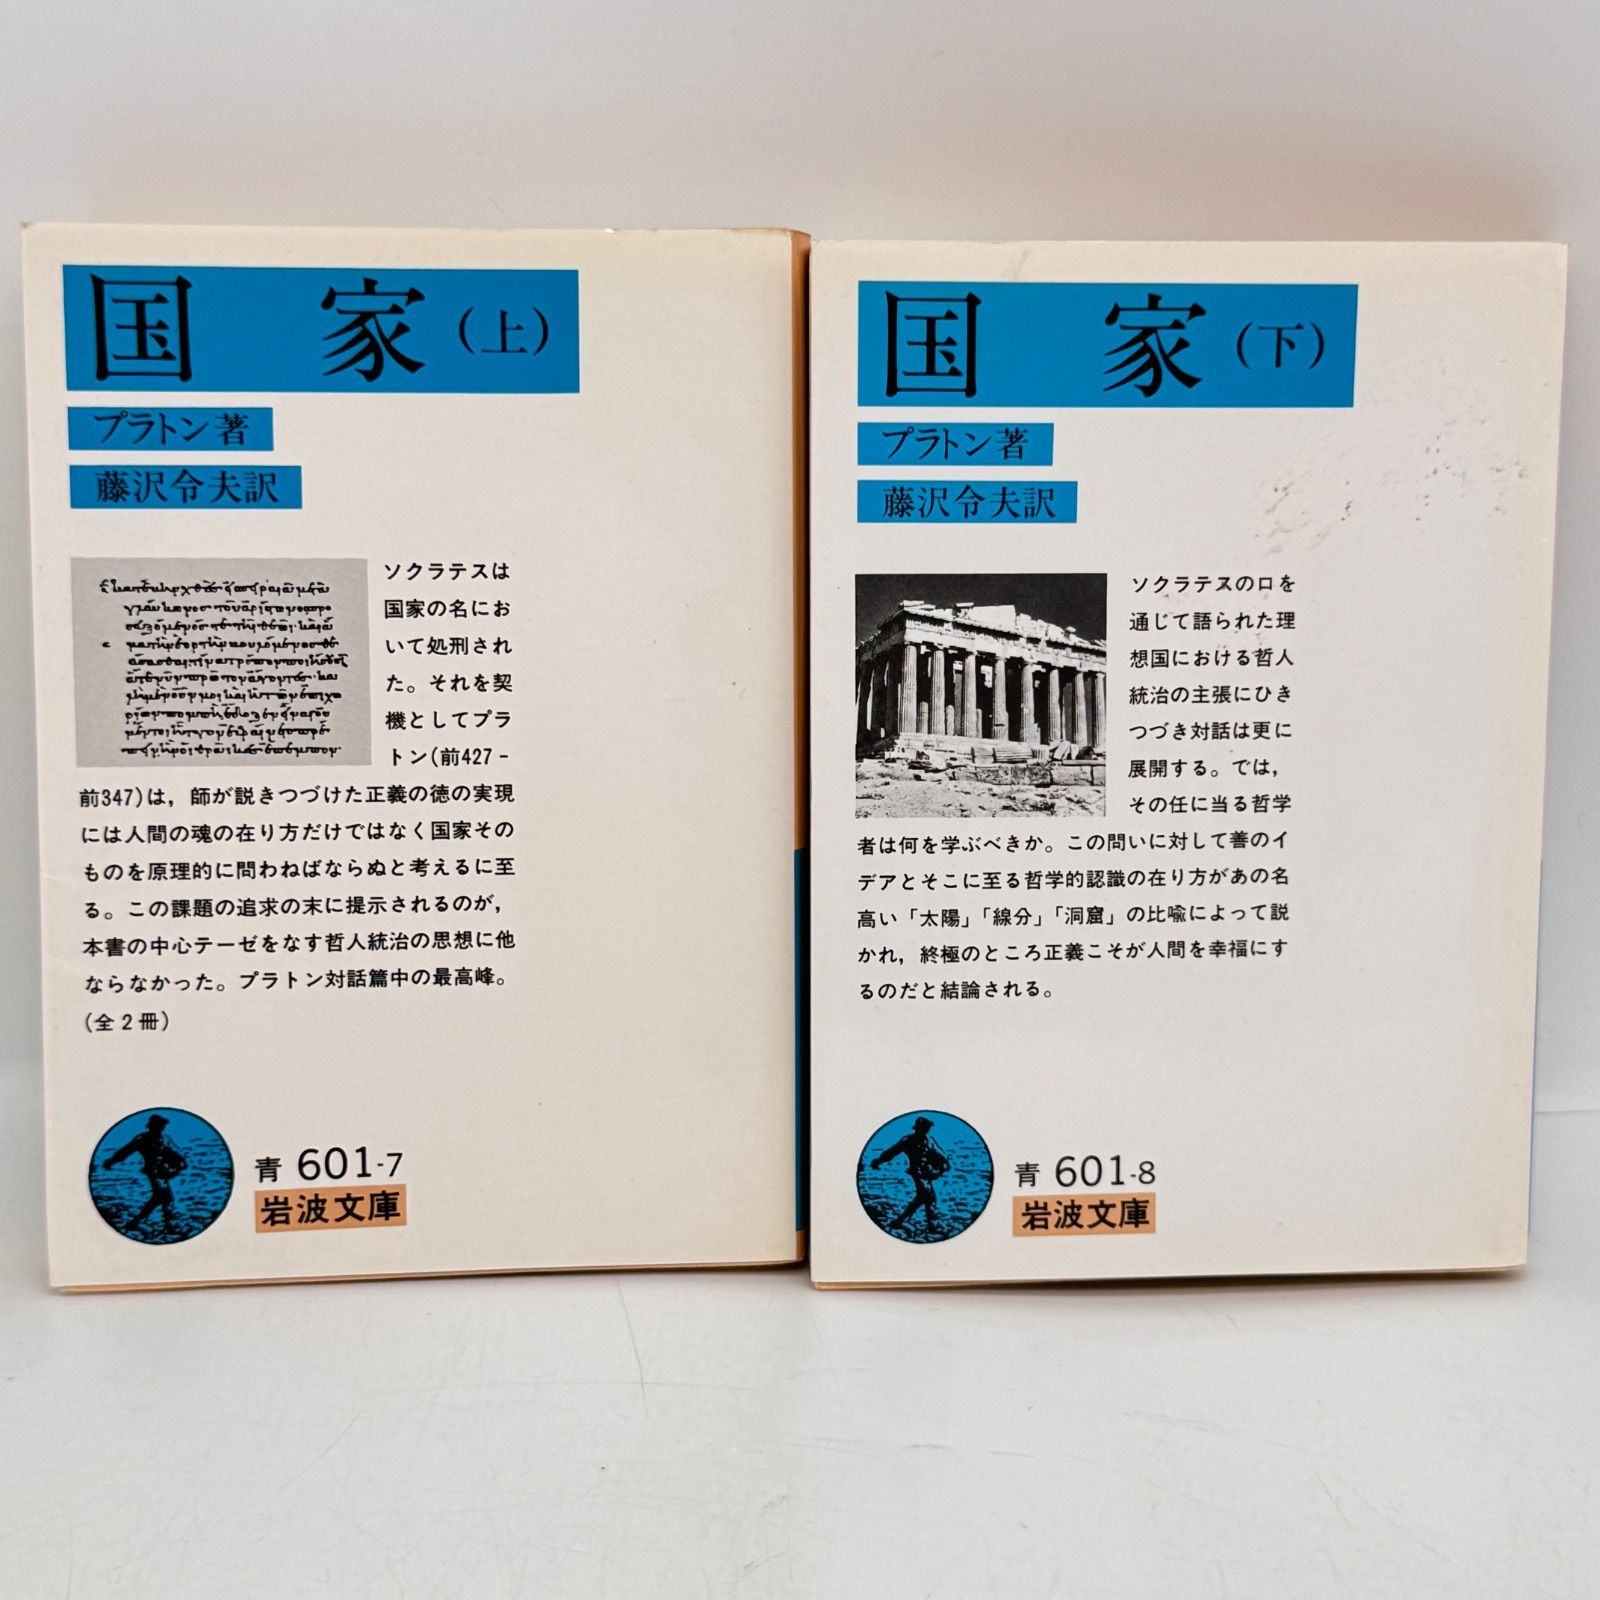 国家(上)
プラトン著
藤沢令夫訳
ソクラテスは
国家の名にお
いて処刑され
た。それを契
機としてプラ
トン(前427-
前347)は，師が説きつづけた正義の徳の実現
には人間の魂の在り方だけではなく国家その
ものを原理的に問わねばならぬと考えるに至
る。この課題の追求の末に提示されるのが，
本書の中心テーゼをなす哲人統治の思想に他
ならなかった。プラトン対話篇中の最高峰。
(全2冊)
青 601-7
岩波文庫
国家(下)
プラトン著
藤沢令夫訳
ソクラテスの口を
通じて語られた理
想国における哲人
統治の主張にひき
つづき対話は更に
展開する。では，
その任に当る哲学
者は何を学ぶべきか。この問いに対して善のイ
デアとそこに至る哲学的認識の在り方があの名
高い「太陽」「線分」「洞窟」の比喩によって説
かれ，終極のところ正義こそが人間を幸福にす
るのだと結論される。
青 601-8
岩波文庫